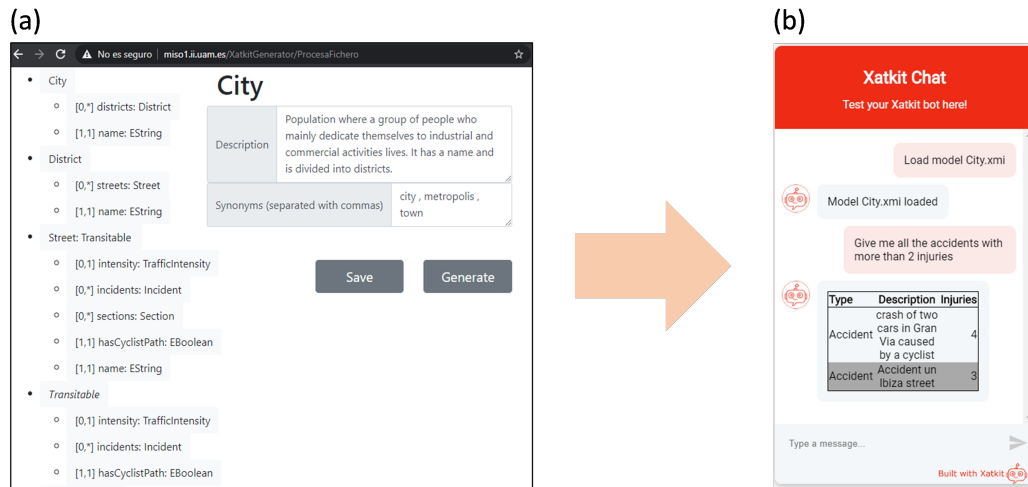 (a)
(b)
No es seguro | miso1.ii.uam.es/XatkitGenerator/ProcesaFichero
City
[0,*] districts: District
[1,1] name: EString
District
[0,*] streets: Street
[1,1] name: EString
Street: Transitable
[0,1] intensity: TrafficIntensity
[0,*] incidents: Incident
[0,*] sections: Section
[1,1] hasCyclistPath: EBoolean
[1,1] name: EString
Transitable
[0,1] intensity: TrafficIntensity
[0,*] incidents: Incident
[1,1] hasCyclistPath: EBoolean
City
Description
Population where a group of people who
mainly dedicate themselves to industrial and
commercial activities lives. It has a name and
is divided into districts.
Synonyms (separated with commas)
city , metropolis ,
town
Save
Generate
Xatkit Chat
Test your Xatkit bot here!
Load model City.xmi
Model City.xmi loaded
Give me all the accidents with
more than 2 injuries
Type Description Injuries
Accident crash of two
cars in Gran
Via caused
by a cyclist 4
Accident Accident un
Ibiza street 3
Type a message...
Built with Xatkit